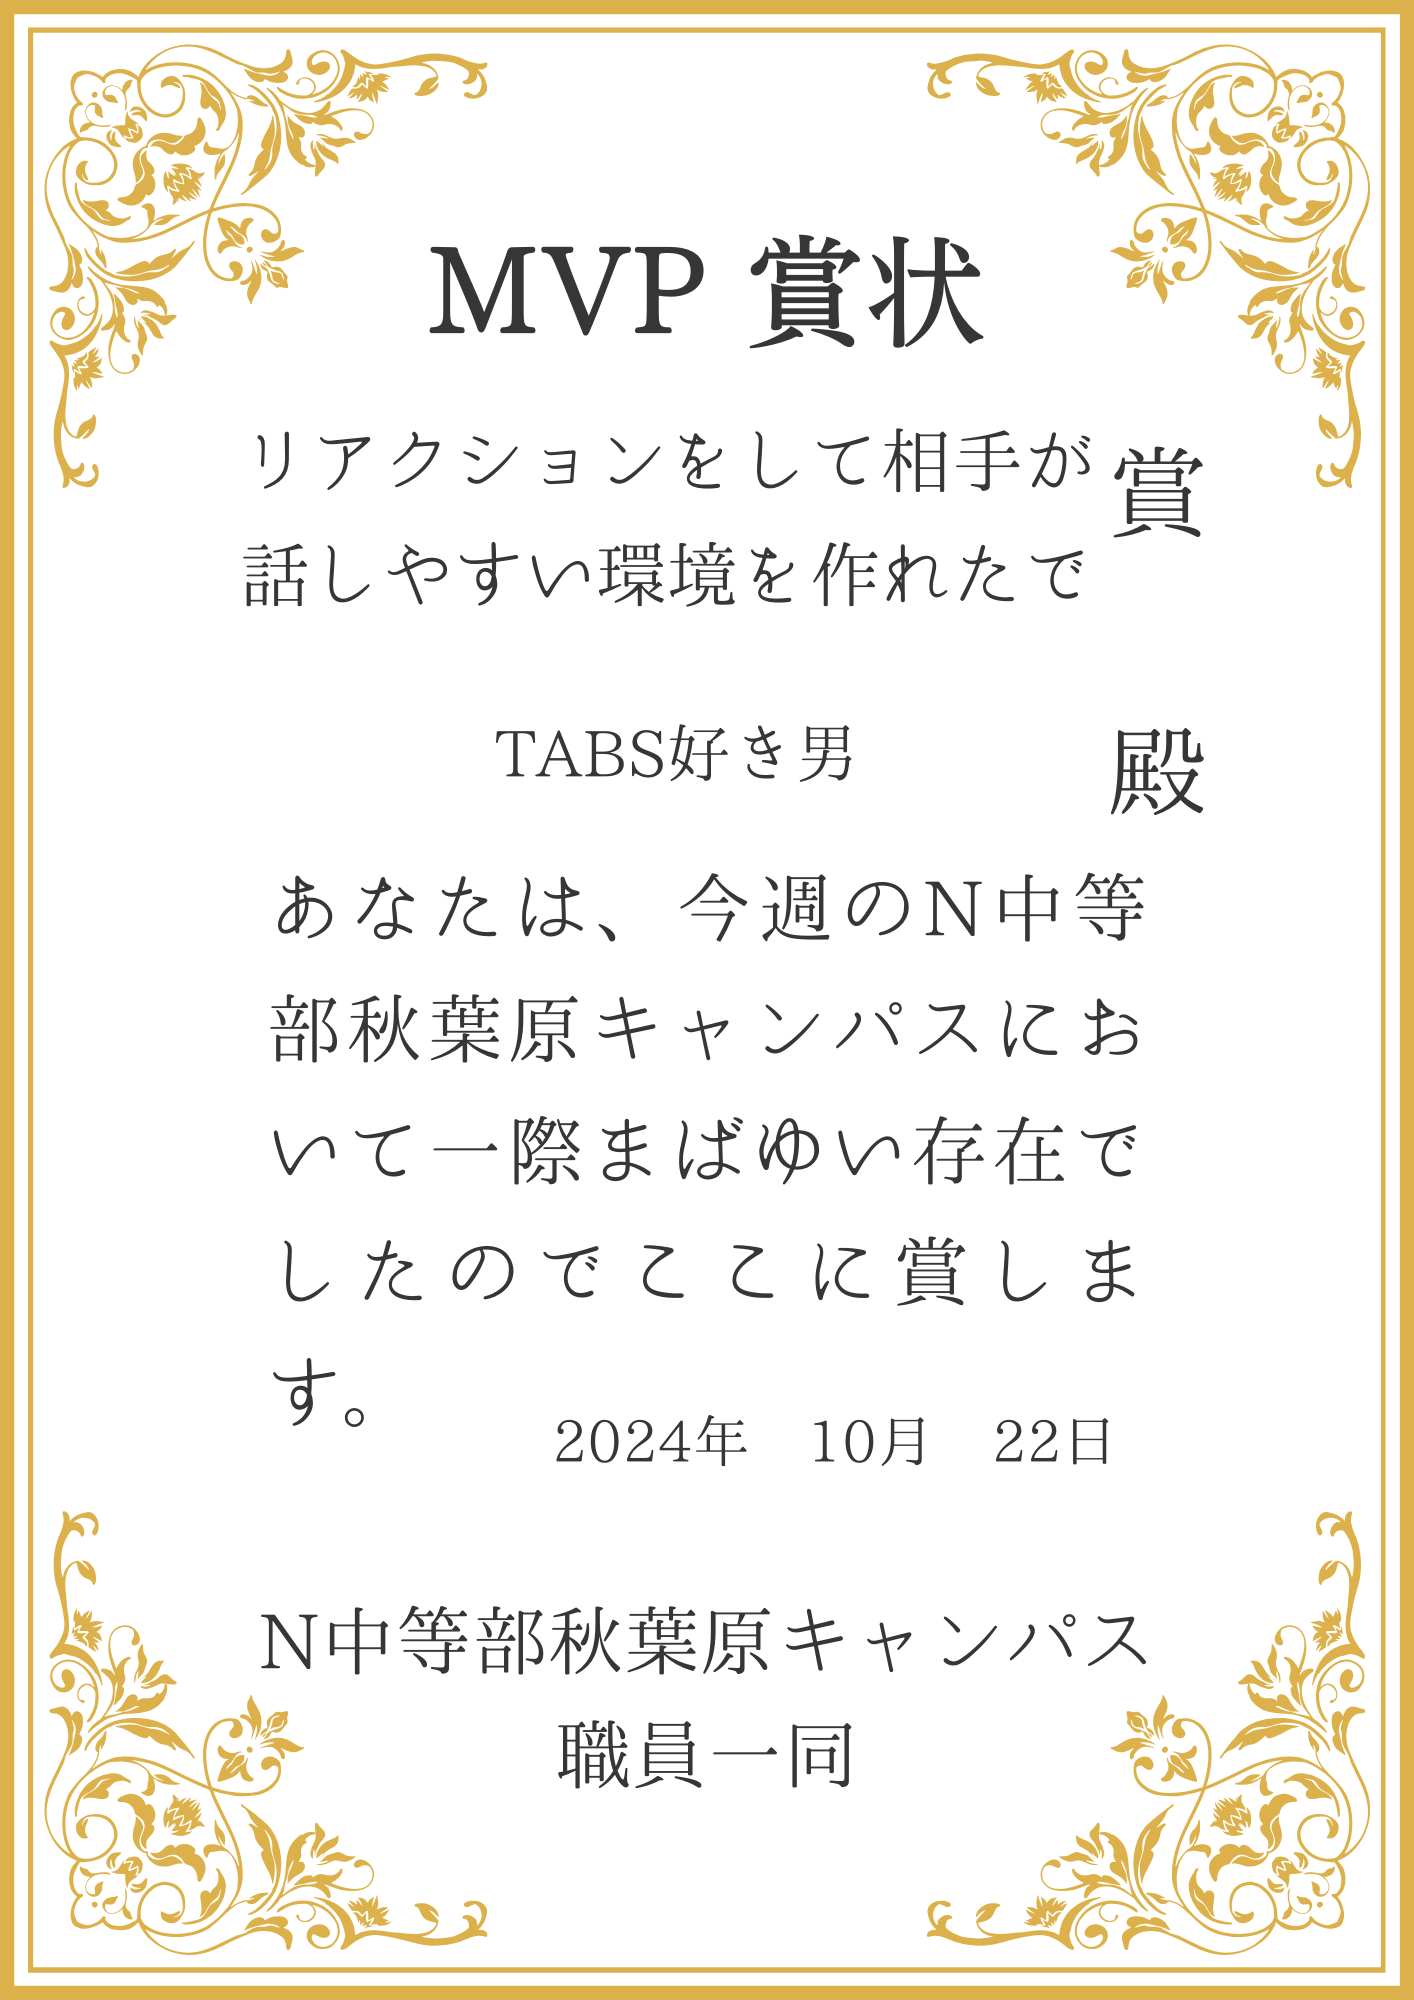 MVP 賞状
リアクションをして相手が
話しやすい環境を作れたで
賞
TABS好き男 殿
あなたは、今週のN中等
部秋葉原キャンパスにお
いて一際まばゆい存在で
したのでここに賞しま
す。
2024年　10月　22日
N中等部秋葉原キャンパス
職員一同